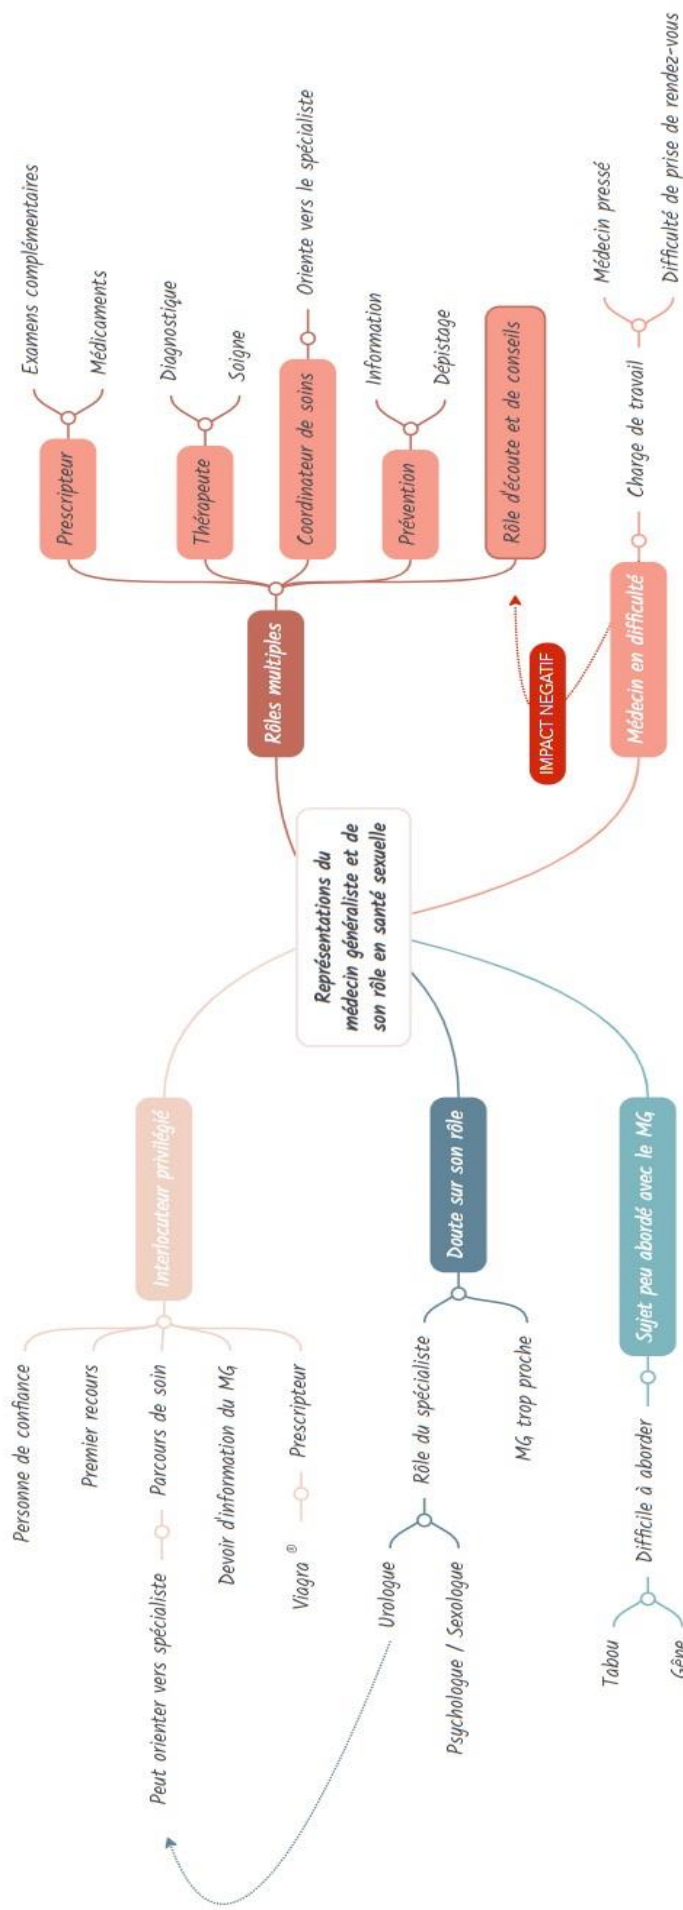 Représentations du
médecin généraliste et de
son rôle en santé sexuelle
Interlocuteur privilégié
Personne de confiance
Premier recours
Parcours de soin
Peut orienter vers spécialiste
Devoir d'information du MG
Prescripteur
Viagra ®
Doute sur son rôle
Rôle du spécialiste
Urologue
Psychologue / Sexologue
MG trop proche
Sujet peu abordé avec le MG
Difficile à aborder
Tabou
Gêne
Rôles multiples
Prescripteur
Examens complémentaires
Médicaments
Thérapeute
Diagnostique
Soigne
Coordinateur de soins
Oriente vers le spécialiste
Prévention
Information
Dépistage
Rôle d'écoute et de conseils
IMPACT NEGATIF
Médecin en difficulté
Charge de travail
Médecin pressé
Difficulté de prise de rendez-vous